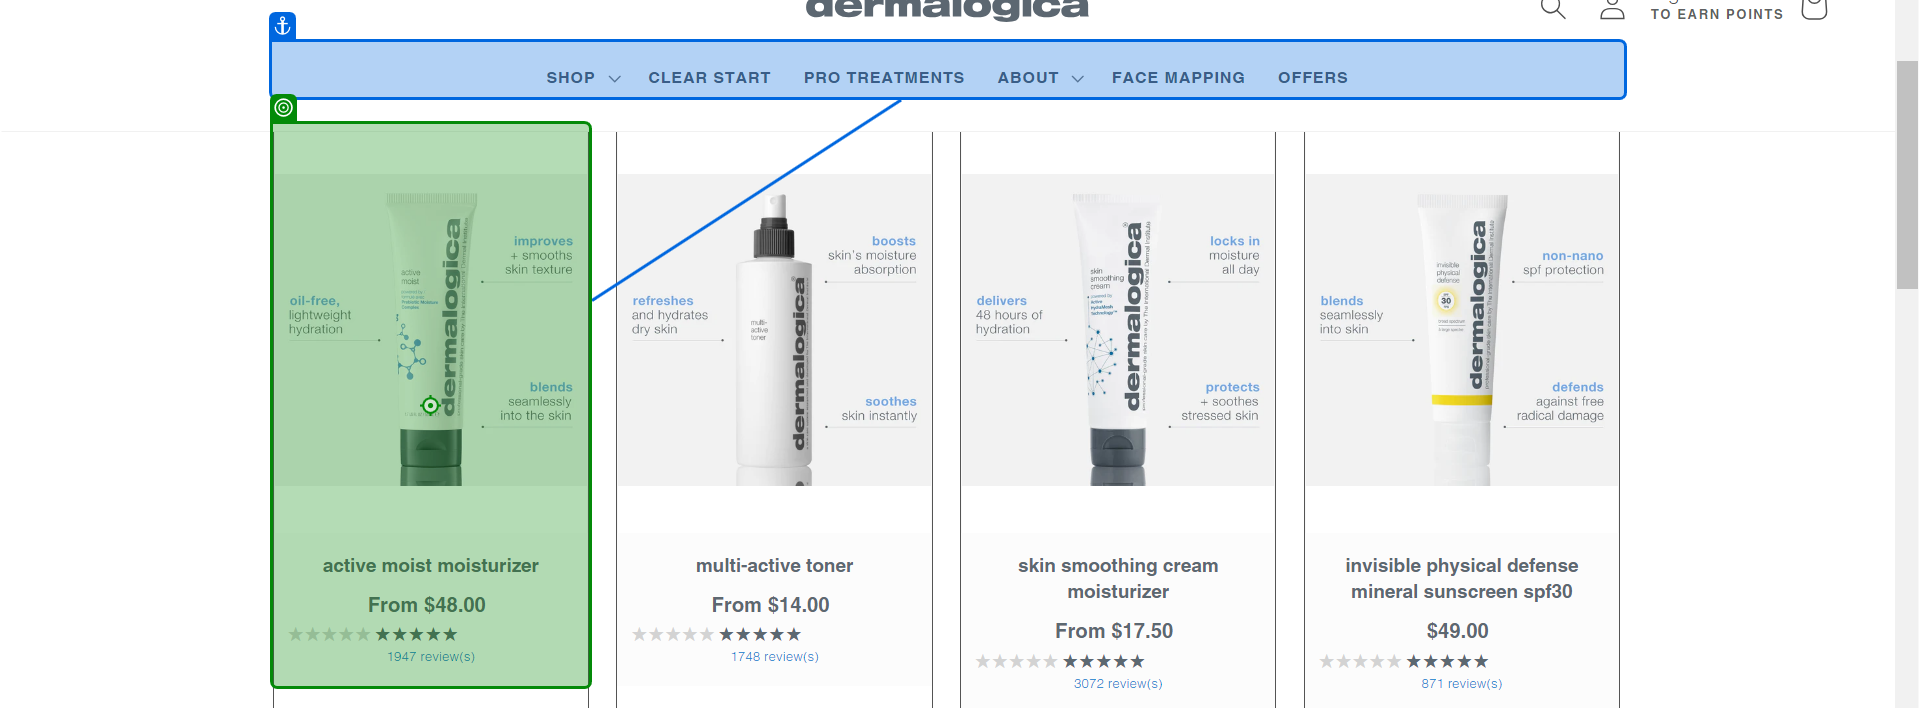 dermalogica
TO EARN POINTS
SHOP CLEAR START PRO TREATMENTS ABOUT FACE MAPPING OFFERS
improves
+ smooths
skin texture
oil-free,
lightweight
hydration
blends
seamlessly
into the skin
active
moist
dermalogica
active moist moisturizer
From $48.00
1947 review(s)
boosts
skin's moisture
absorption
refreshes
and hydrates
dry skin
soothes
skin instantly
multi-
active
toner
dermalogica
multi-active toner
From $14.00
1748 review(s)
locks in
moisture
all day
delivers
48 hours of
hydration
protects
+ soothes
stressed skin
skin
smoothing
cream
dermalogica
skin smoothing cream
moisturizer
From $17.50
3072 review(s)
non-nano
spf protection
blends
seamlessly
into skin
defends
against free
radical damage
invisible
physical
defense
30
dermalogica
invisible physical defense
mineral sunscreen spf30
$49.00
871 review(s)